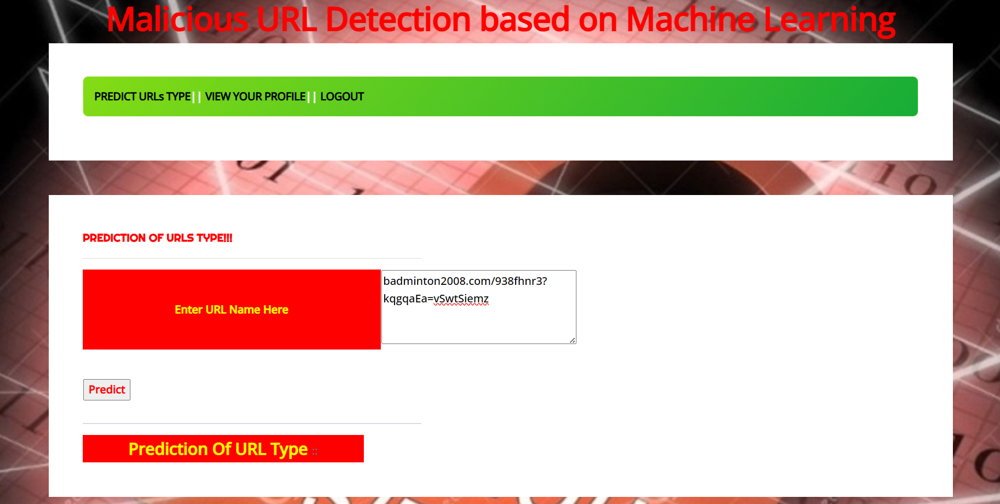 Malicious URL Detection based on Machine Learning
PREDICT URLs TYPE|| VIEW YOUR PROFILE|| LOGOUT
PREDICTION OF URLS TYPE!!!
Enter URL Name Here
badminton2008.com/938fhnr3?
kqgqaEa=vSwtSiemz
Predict
Prediction Of URL Type ::